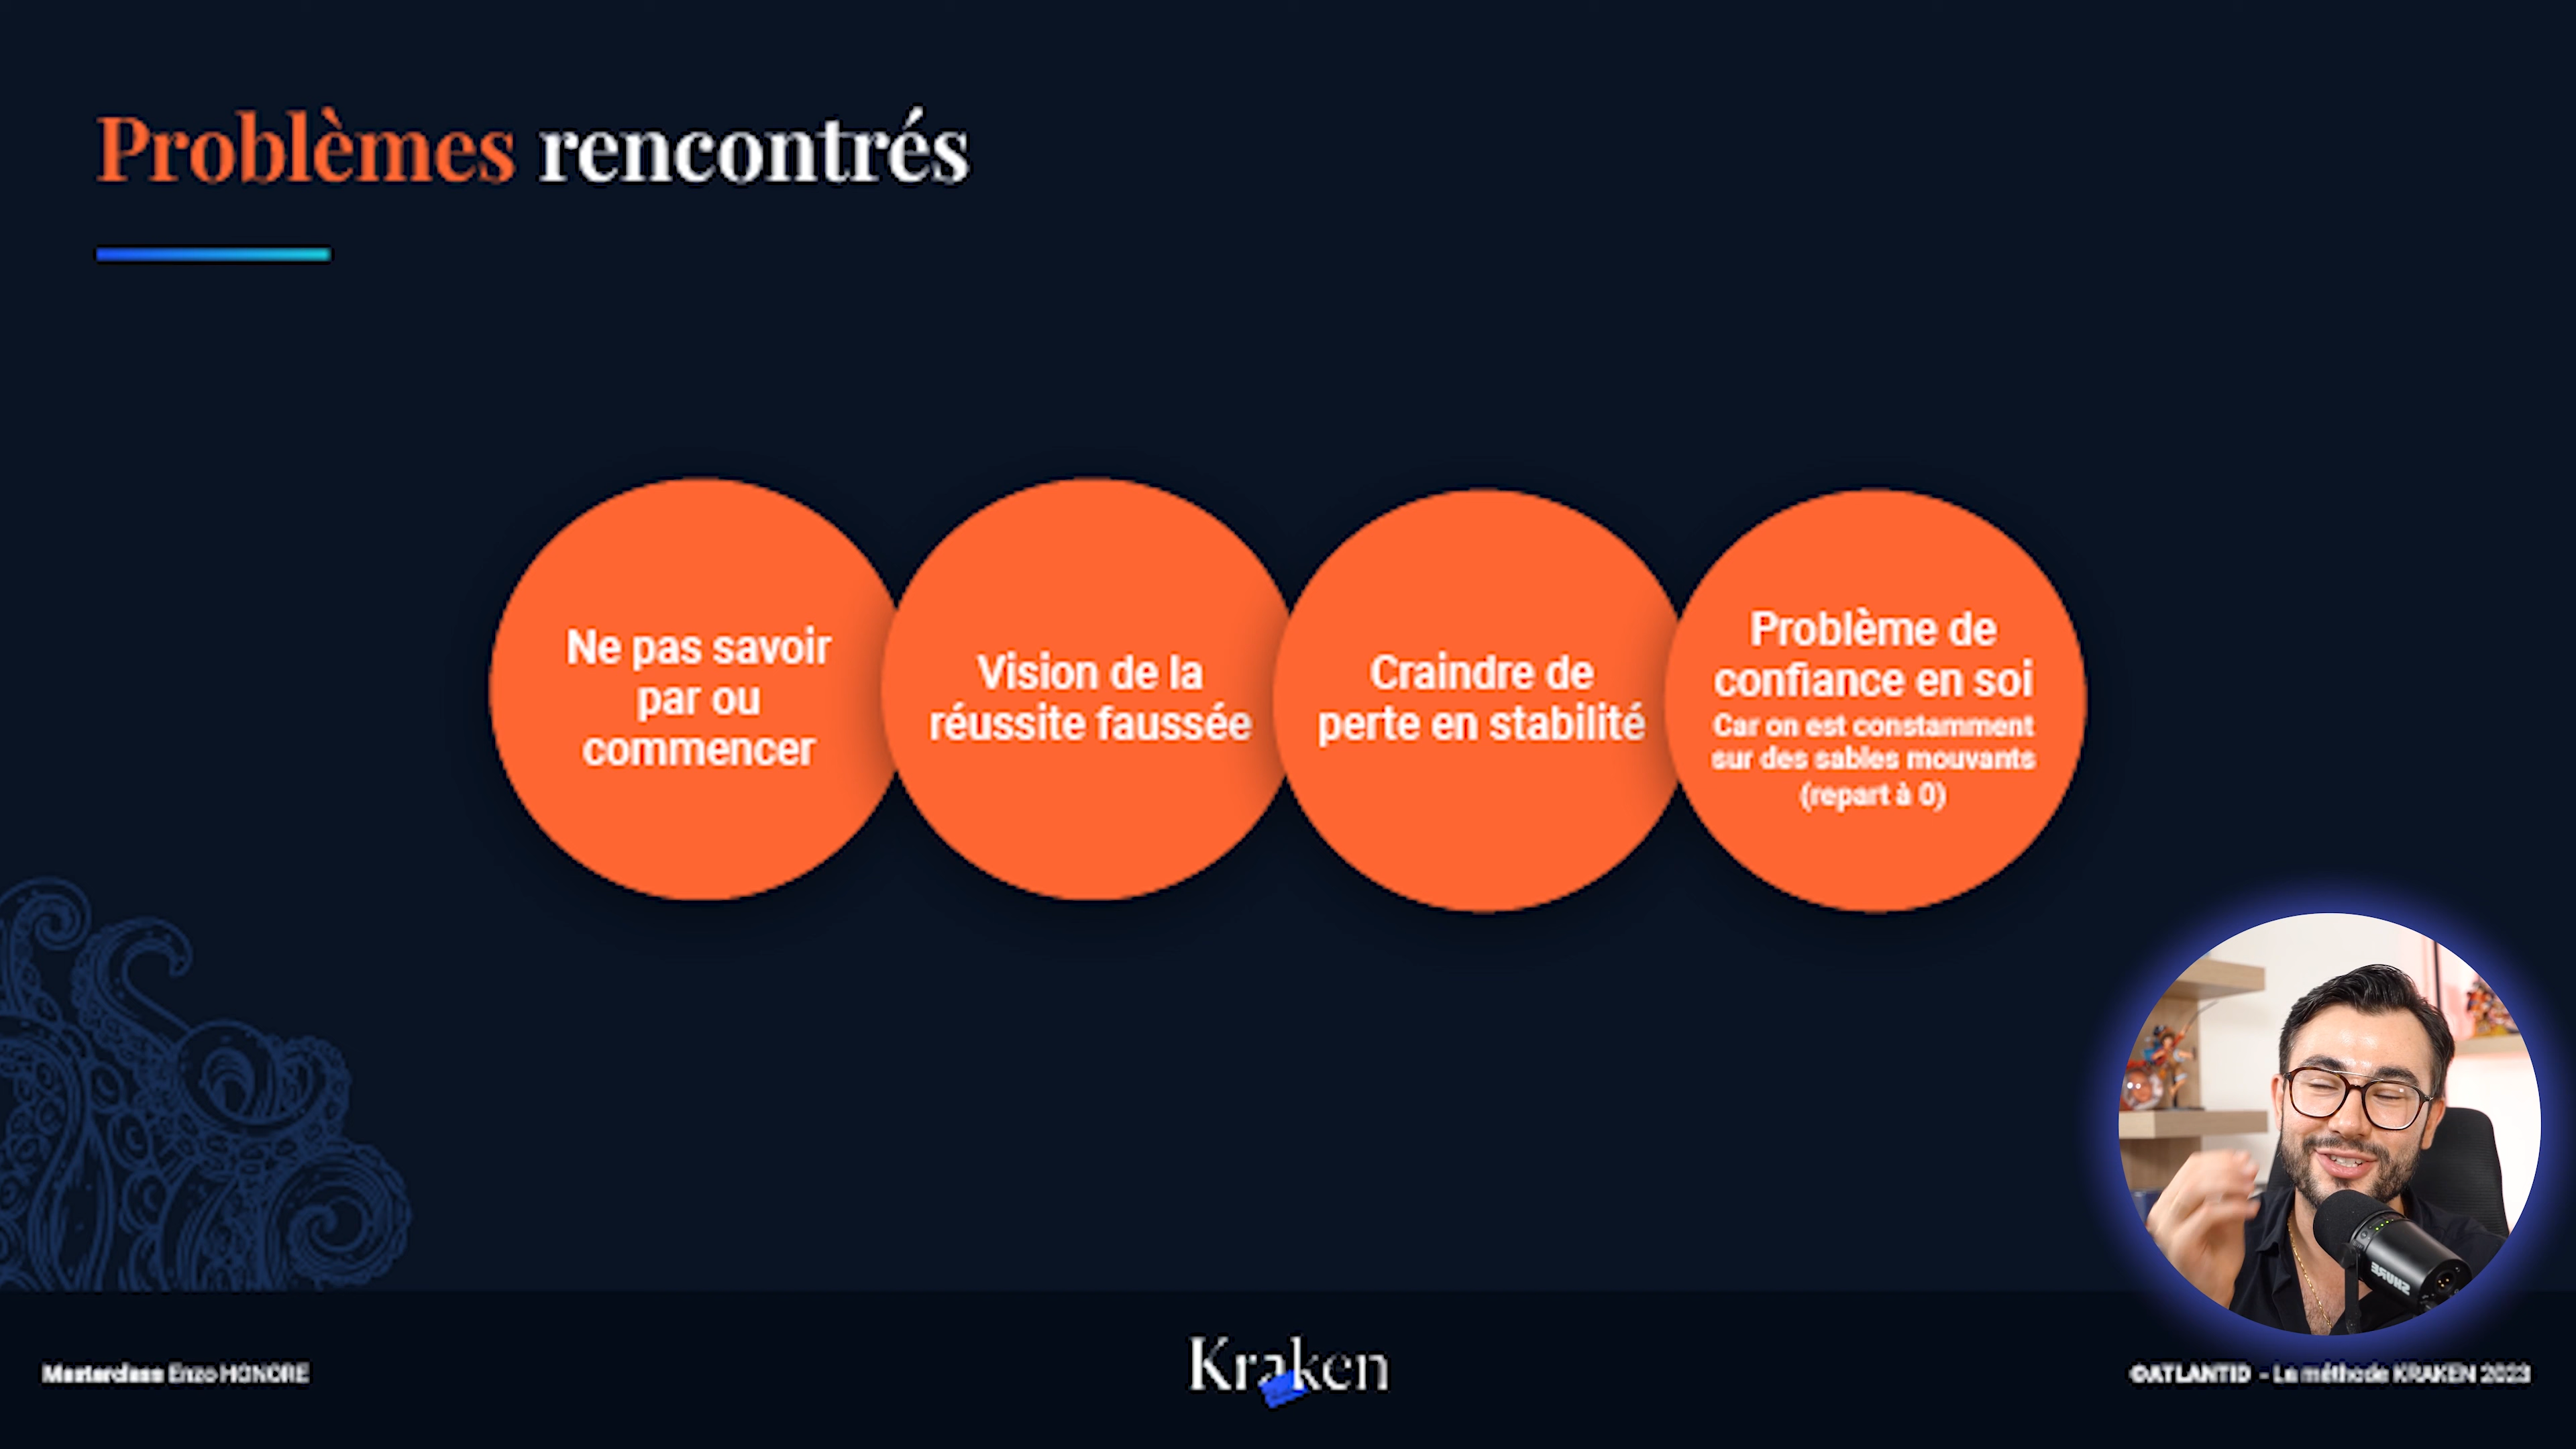 Problèmes rencontrés
Ne pas savoir
par ou
commencer
Vision de la
réussite faussée
Craindre de
perte en stabilité
Problème de
confiance en soi
Car on est constamment
sur des sables mouvants
(repart à 0)
SHURE
Masterclass Enzo HONORE
Kraken
©ATLANTID - La méthode KRAKEN 2023